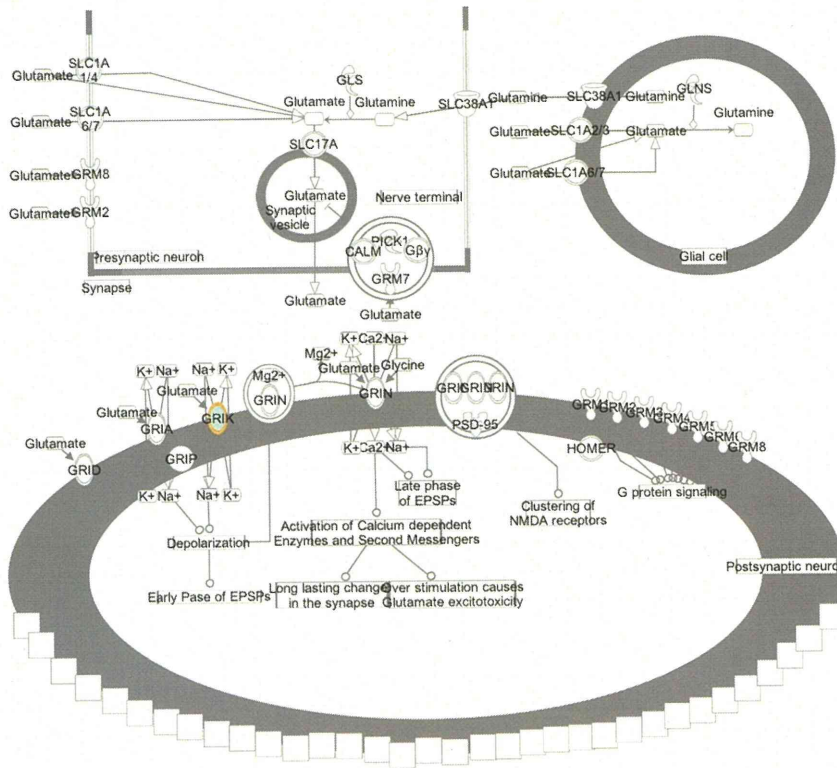 SLC1A
1/4
Glutamate
GLS
Glutamate
Glutamine
SLC38A1
Glutamine
SLC38A1
Glutamine
GLNS
Glutamine
SLC1A
6/7
Glutamate
SLC17A
Glutamate
SLC1A2/3
Glutamate
Glutamate
SLC1A6/7
Glutamate
GRM8
Glutamate
GRM2
Glutamate
Synaptic
vesicle
Nerve terminal
PICK1
CALM
Gβγ
GRM7
Presynaptic neuron
Synapse
Glutamate
Glutamate
Glial cell
K+
Ca2+
Na+
Mg2+
Glutamate
Glycine
K+
Na+
Na+
K+
Glutamate
Mg2+
GRIN
GRIN
GRIK
GRIN
GRIN
PSD-95
Glutamate
GRIA
GRIK
GRM1
GRM2
GRM3
GRM4
GRM5
GRM6
GRM8
Glutamate
GRID
GRIP
K+
Ca2+
Na+
HOMER
K+
Na+
Na+
K+
Late phase
of EPSPs
G protein signaling
Clustering of
NMDA receptors
Activation of Calcium dependent
Enzymes and Second Messengers
Depolarization
Early Pase of EPSPs
Long lasting change
in the synapse
Over stimulation causes
Glutamate excitotoxicity
Postsynaptic neuro